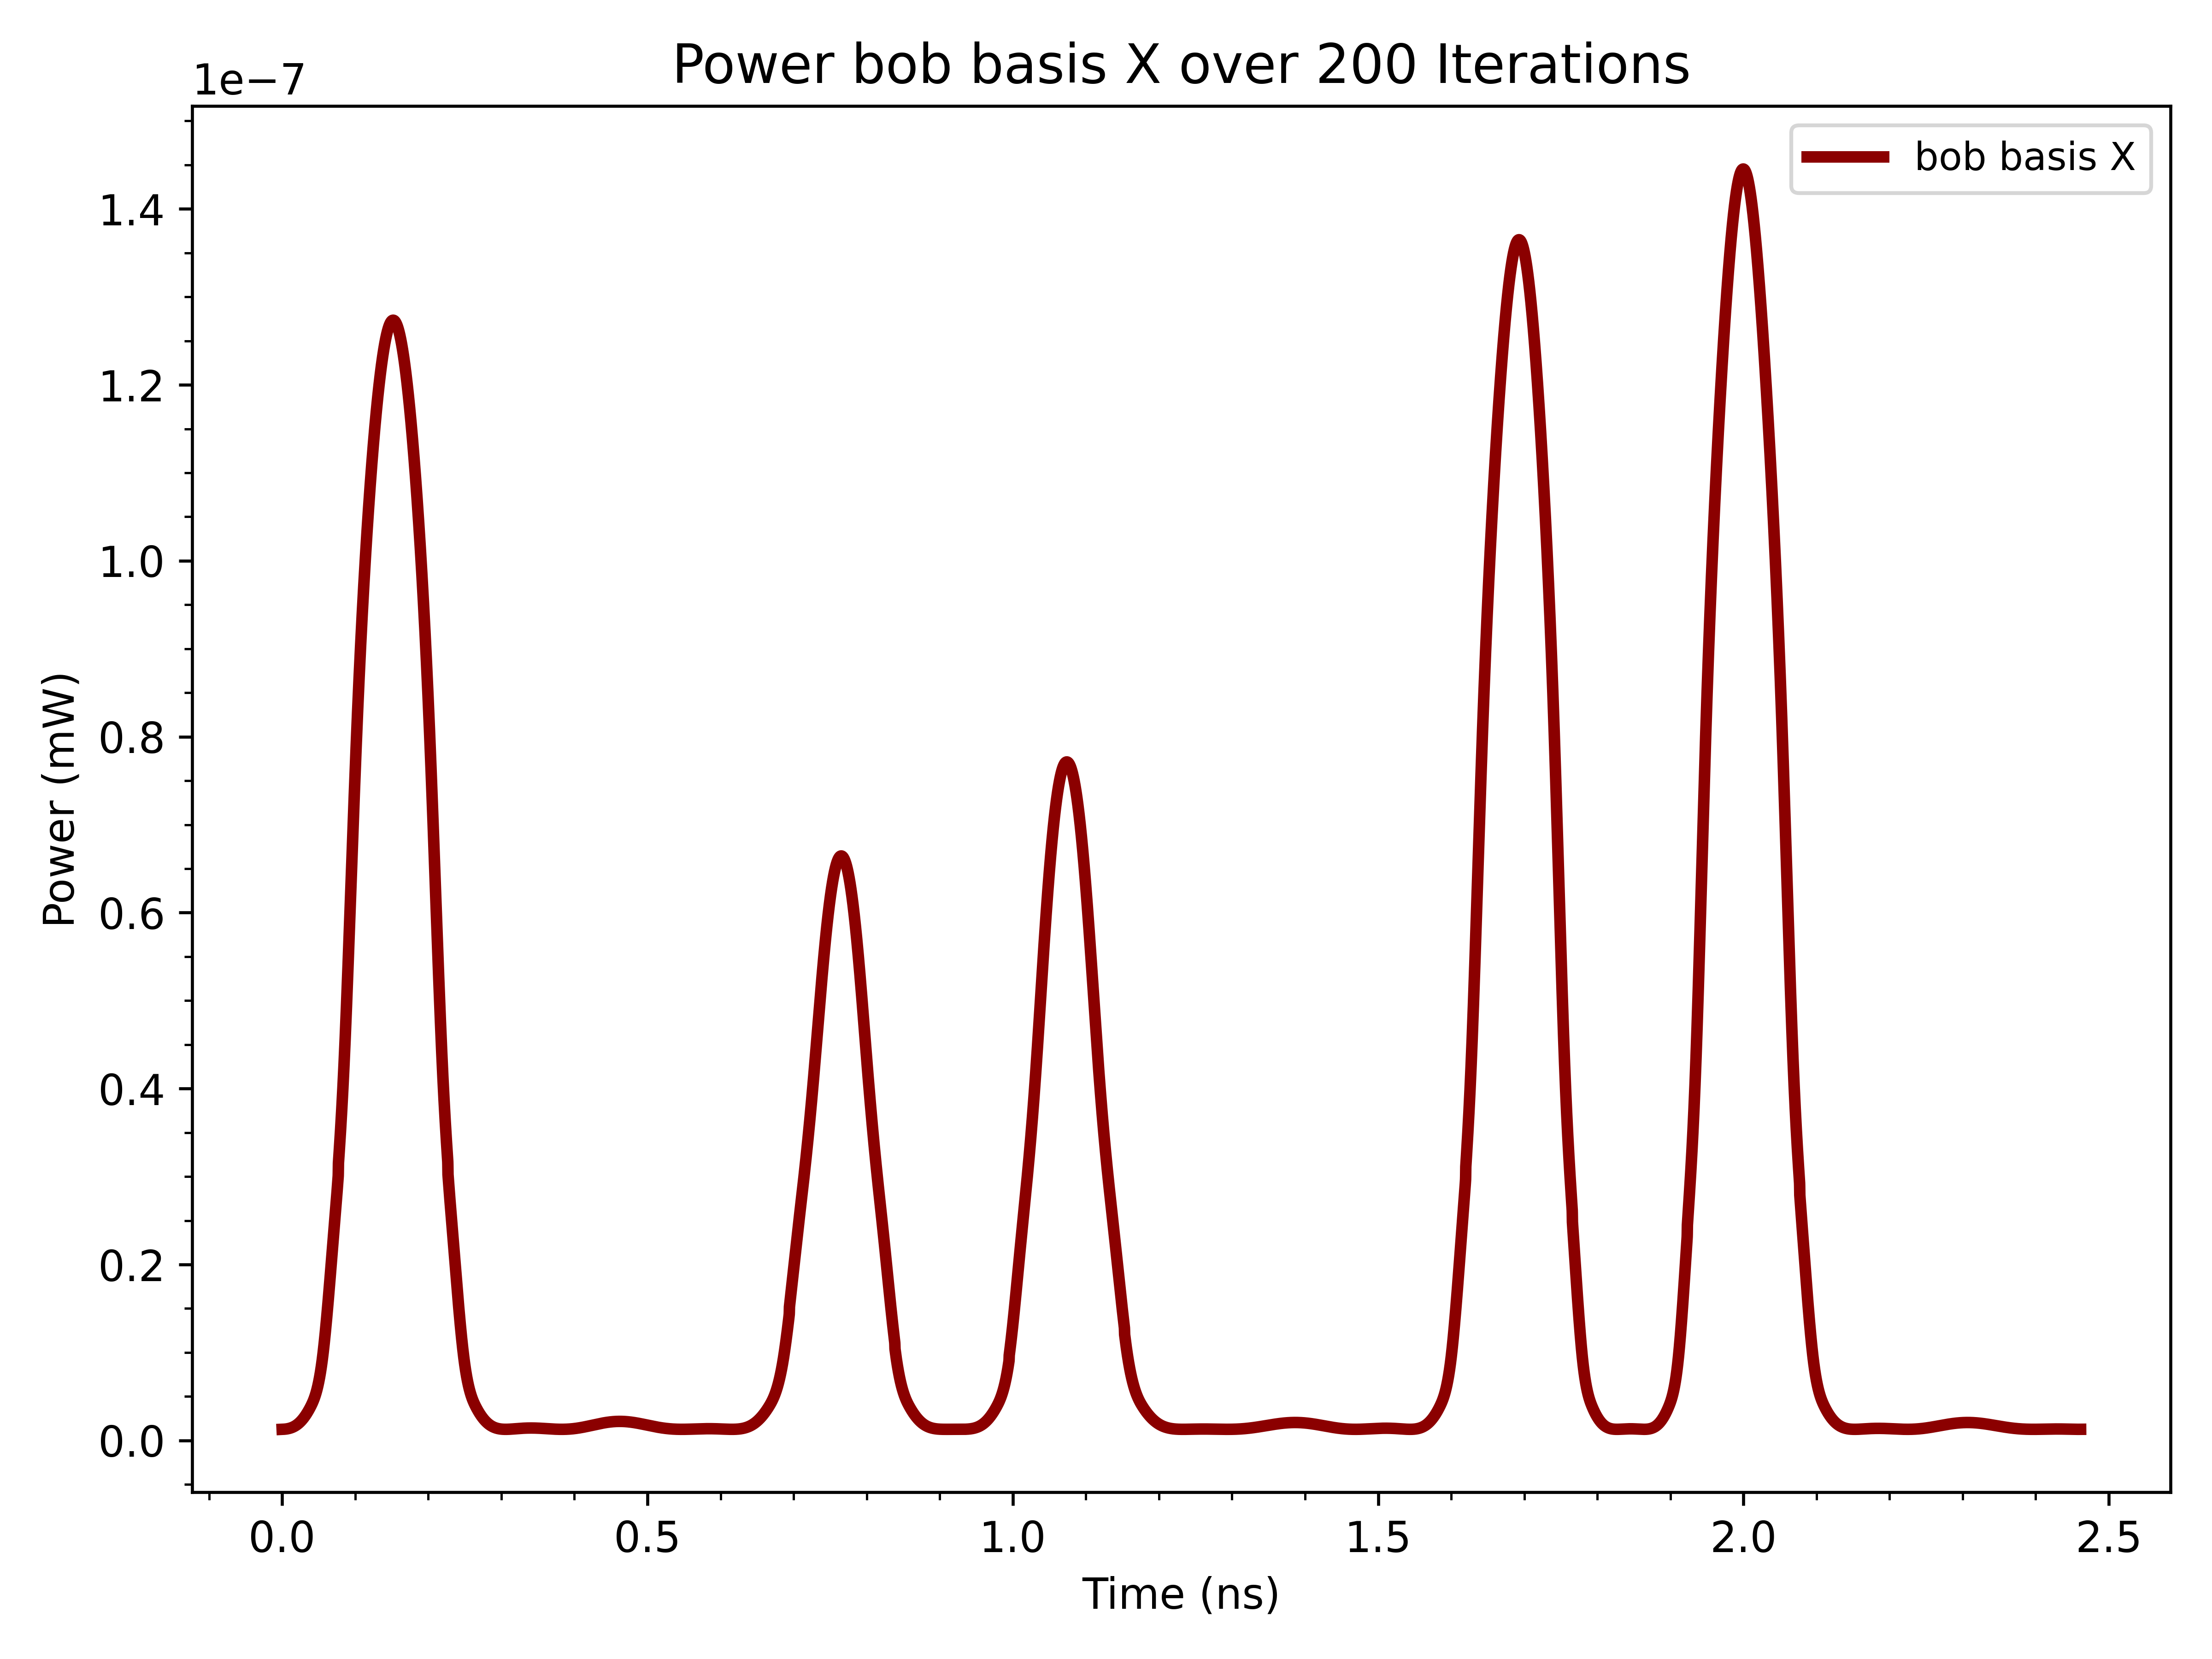 Power bob basis X over 200 Iterations
1e−7
bob basis X
1.4
1.2
1.0
0.8
0.6
0.4
0.2
0.0
Power (mW)
0.0 0.5 1.0 1.5 2.0 2.5
Time (ns)